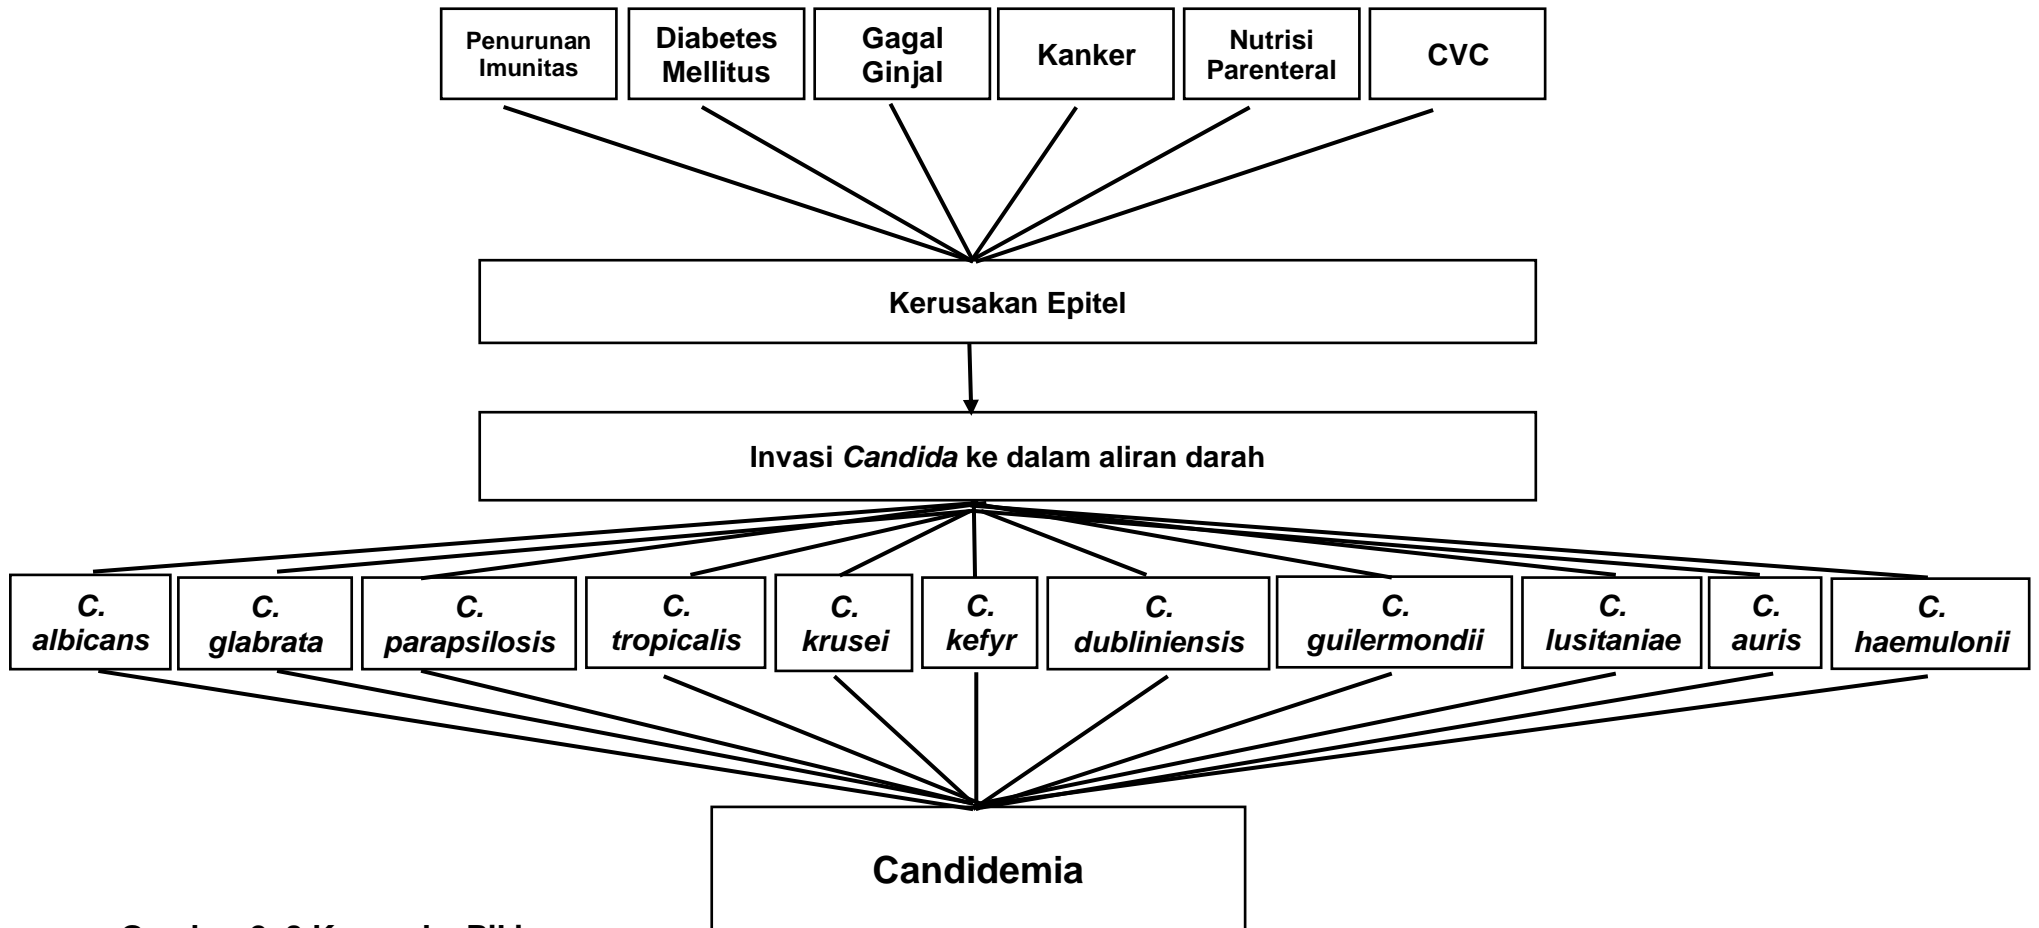 Penurunan
Imunitas
Diabetes
Mellitus
Gagal
Ginjal
Kanker
Nutrisi
Parenteral
CVC
Kerusakan Epitel
Invasi Candida ke dalam aliran darah
C.
albicans
C.
glabrata
C.
parapsilosis
C.
tropicalis
C.
krusei
C.
kefyr
C.
dubliniensis
C.
guilermondii
C.
lusitaniae
C.
auris
C.
haemulonii
Candidemia